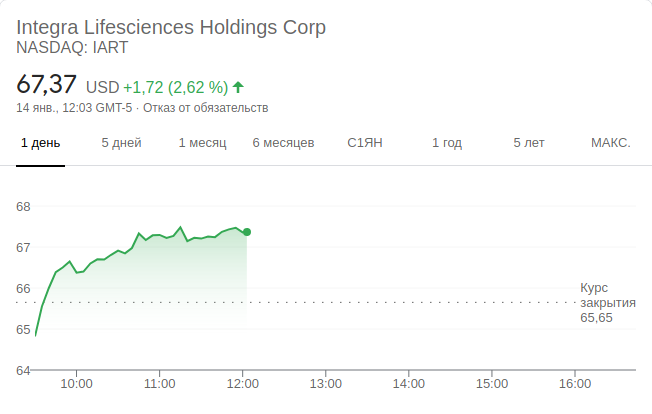 Integra Lifesciences Holdings Corp
NASDAQ: IART
67,37 USD +1,72 (2,62 %)
14 янв., 12:03 GMT-5 · Отказ от обязательств
1 день 5 дней 1 месяц 6 месяцев С1ЯН 1 год 5 лет МАКС.
68
67
66
Курс
закрытия
65,65
65
64
10:00 11:00 12:00 13:00 14:00 15:00 16:00